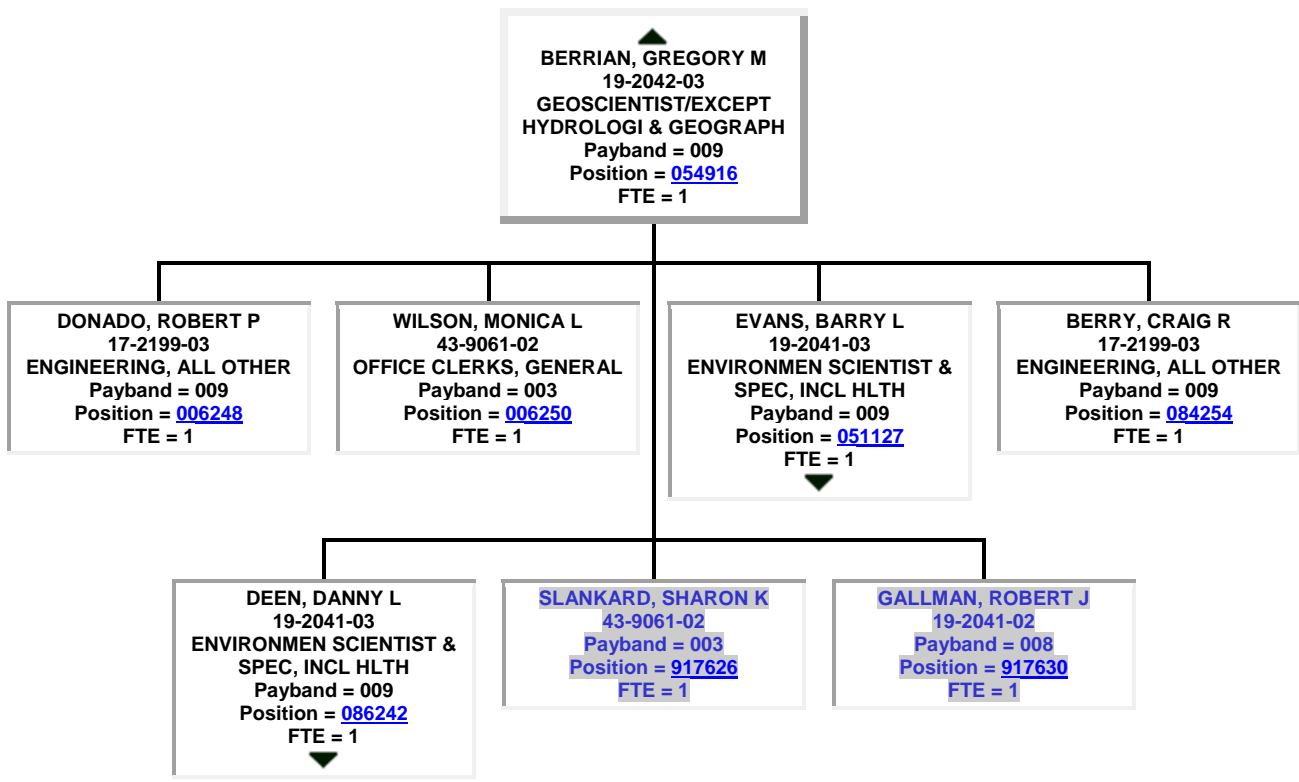 BERRIAN, GREGORY M
19-2042-03
GEOSCIENTIST/EXCEPT
HYDROLOGI & GEOGRAPH
Payband = 009
Position = 054916
FTE = 1
DONADO, ROBERT P
17-2199-03
ENGINEERING, ALL OTHER
Payband = 009
Position = 006248
FTE = 1
WILSON, MONICA L
43-9061-02
OFFICE CLERKS, GENERAL
Payband = 003
Position = 006250
FTE = 1
EVANS, BARRY L
19-2041-03
ENVIRONMEN SCIENTIST &
SPEC, INCL HLTH
Payband = 009
Position = 051127
FTE = 1
BERRY, CRAIG R
17-2199-03
ENGINEERING, ALL OTHER
Payband = 009
Position = 084254
FTE = 1
DEEN, DANNY L
19-2041-03
ENVIRONMEN SCIENTIST &
SPEC, INCL HLTH
Payband = 009
Position = 086242
FTE = 1
SLANKARD, SHARON K
43-9061-02
Payband = 003
Position = 917626
FTE = 1
GALLMAN, ROBERT J
19-2041-02
Payband = 008
Position = 917630
FTE = 1